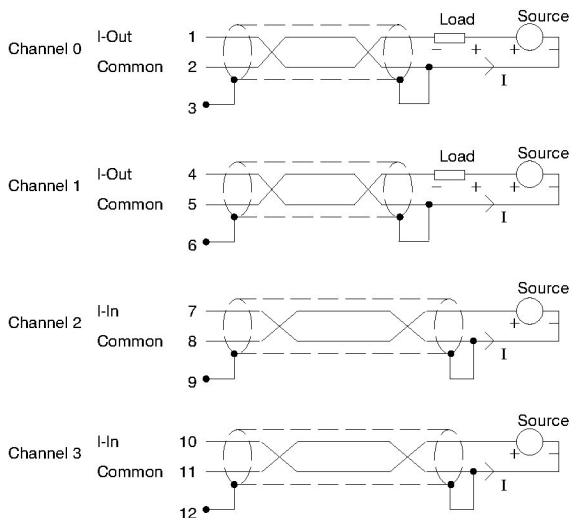 Load Source
Channel 0 I-Out 1
− + + −
Common 2
I
3
Load Source
Channel 1 I-Out 4
− + + −
Common 5
I
6
Source
Channel 2 I-In 7
+ −
Common 8
I
9
Source
Channel 3 I-In 10
+ −
Common 11
I
12